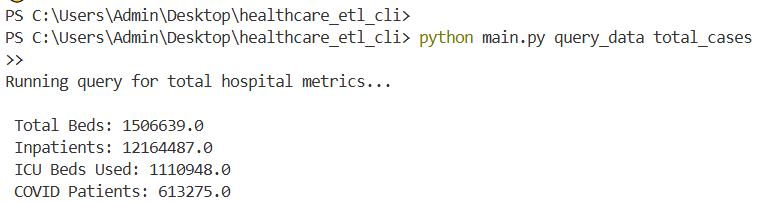 PS C:\Users\Admin\Desktop\healthcare_etl_cli>
PS C:\Users\Admin\Desktop\healthcare_etl_cli> python main.py query_data total_cases
>>
Running query for total hospital metrics...
Total Beds: 1506639.0
Inpatients: 12164487.0
ICU Beds Used: 1110948.0
COVID Patients: 613275.0